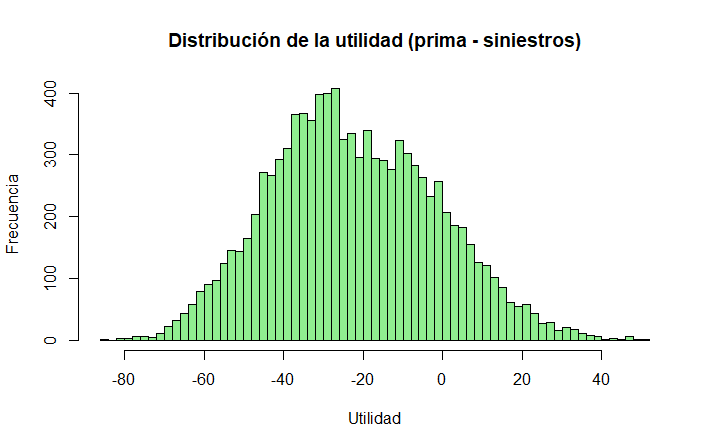 Distribución de la utilidad (prima - siniestros)
Frecuencia
400
300
200
100
0
-80 -60 -40 -20 0 20 40
Utilidad